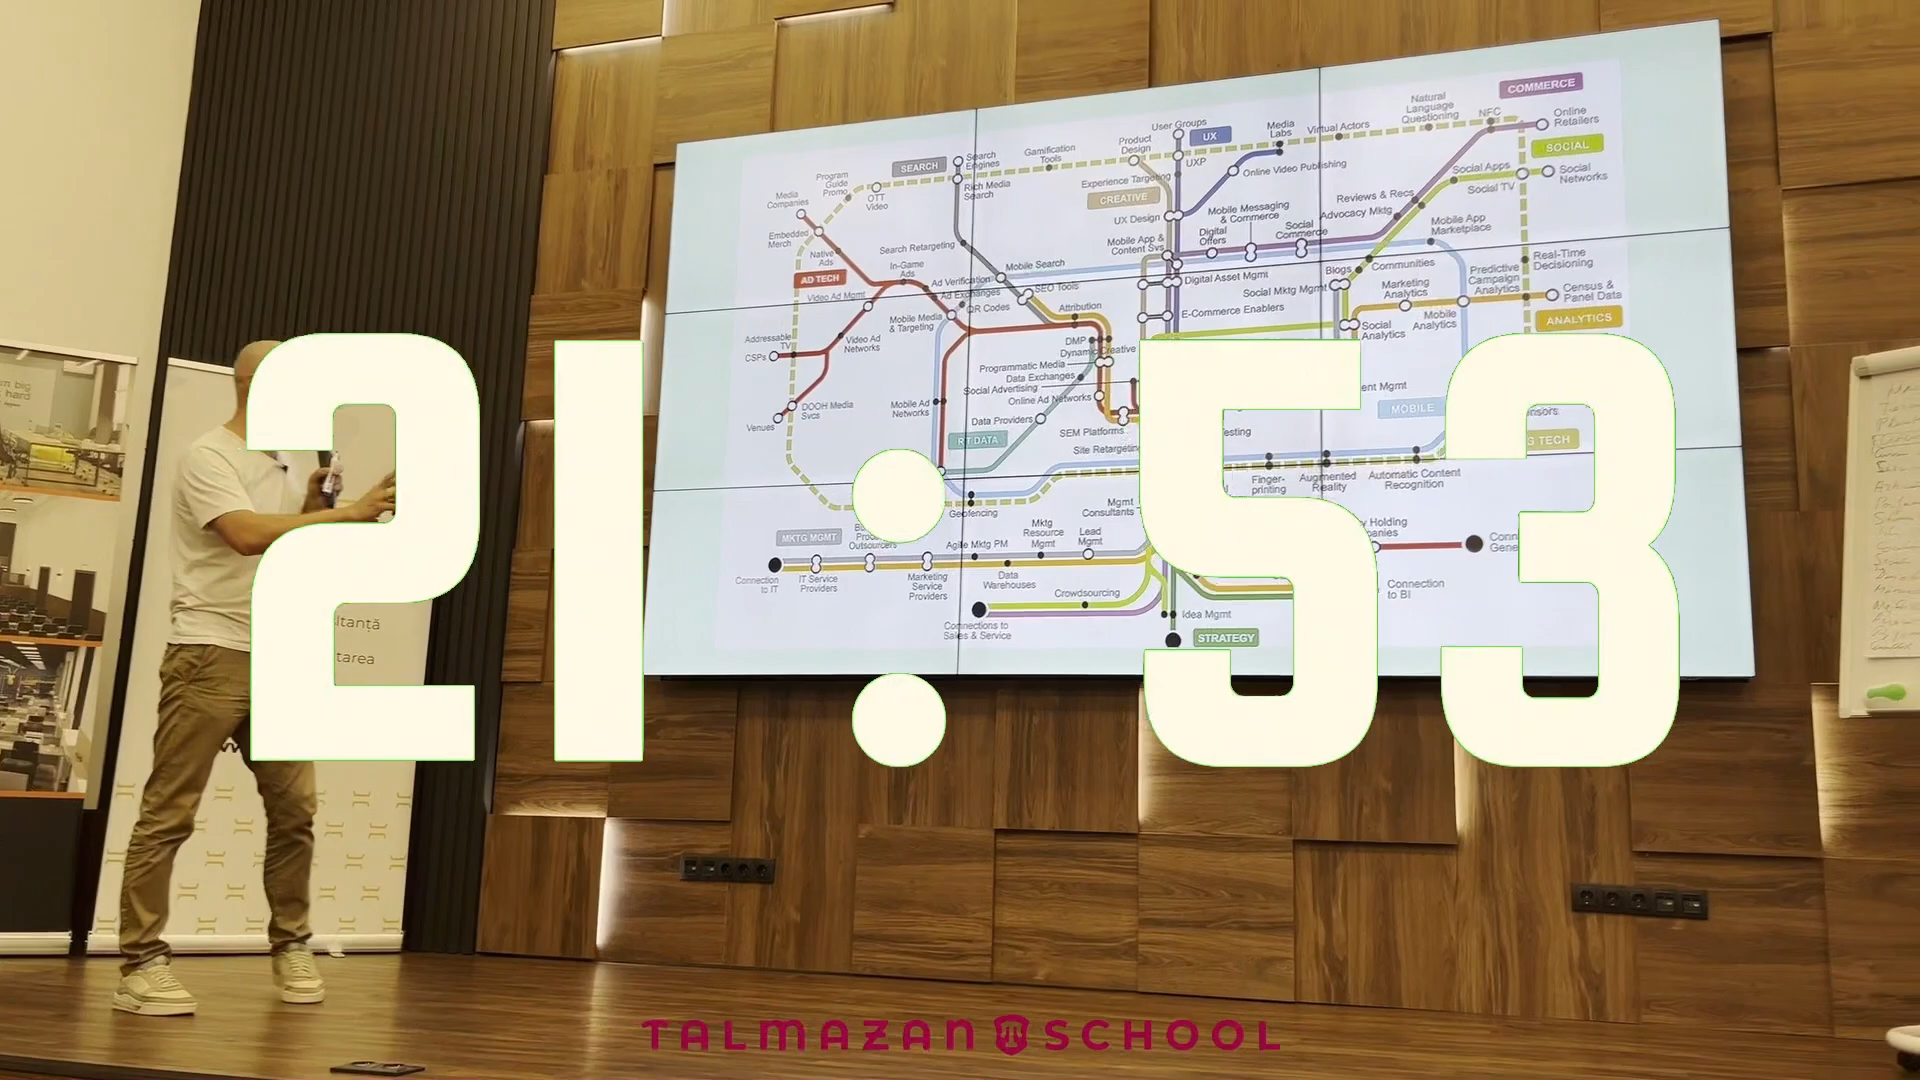 COMMERCE
Natural
Language
Questioning
NFC
Online
Retailers
User Groups
UX
Media
Labs
Virtual Actors
SOCIAL
SEARCH
Search
Engines
Gamification
Tools
Product
Design
UXP
Online Video Publishing
Social Apps
Social TV
Social
Networks
Program
Guide
Promo
OTT
Video
Rich Media
Search
Experience Targeting
CREATIVE
Reviews & Recs
Media
Companies
UX Design
Mobile Messaging
& Commerce
Advocacy Mktg
Mobile App
Marketplace
Embedded
Merch
Native
Ads
Search Retargeting
Mobile App &
Content Svs
Digital
Offers
Social
Commerce
Real-Time
Decisioning
AD TECH
In-Game
Ads
Ad Verification
Mobile Search
Digital Asset Mgmt
Blogs
Communities
Predictive
Campaign
Analytics
Video Ad Mgmt
Ad Exchanges
SEO Tools
Social Mktg Mgmt
Marketing
Analytics
Census &
Panel Data
Mobile Media
& Targeting
QR Codes
Attribution
E-Commerce Enablers
Social
Analytics
Mobile
Analytics
ANALYTICS
Addressable
TV
CSPs
Video Ad
Networks
DMP
Dynamic Creative
Programmatic Media
Data Exchanges
Social Advertising
Online Ad Networks
Mgmt
MOBILE
DOOH Media
Svcs
Venues
Mobile Ad
Networks
Data Providers
RT DATA
SEM Platforms
TECH
Site Retargeting
Finger-
printing
Augmented
Reality
Automatic Content
Recognition
Geofencing
Mgmt
Consultants
MKTG MGMT
Outsourcers
Agile Mktg PM
Mktg
Resource
Mgmt
Lead
Mgmt
Holding
Connection
to IT
IT Service
Providers
Marketing
Service
Providers
Data
Warehouses
Connection
to BI
Crowdsourcing
Connections to
Sales & Service
Idea Mgmt
STRATEGY
21:53
TALMAZAN SCHOOL